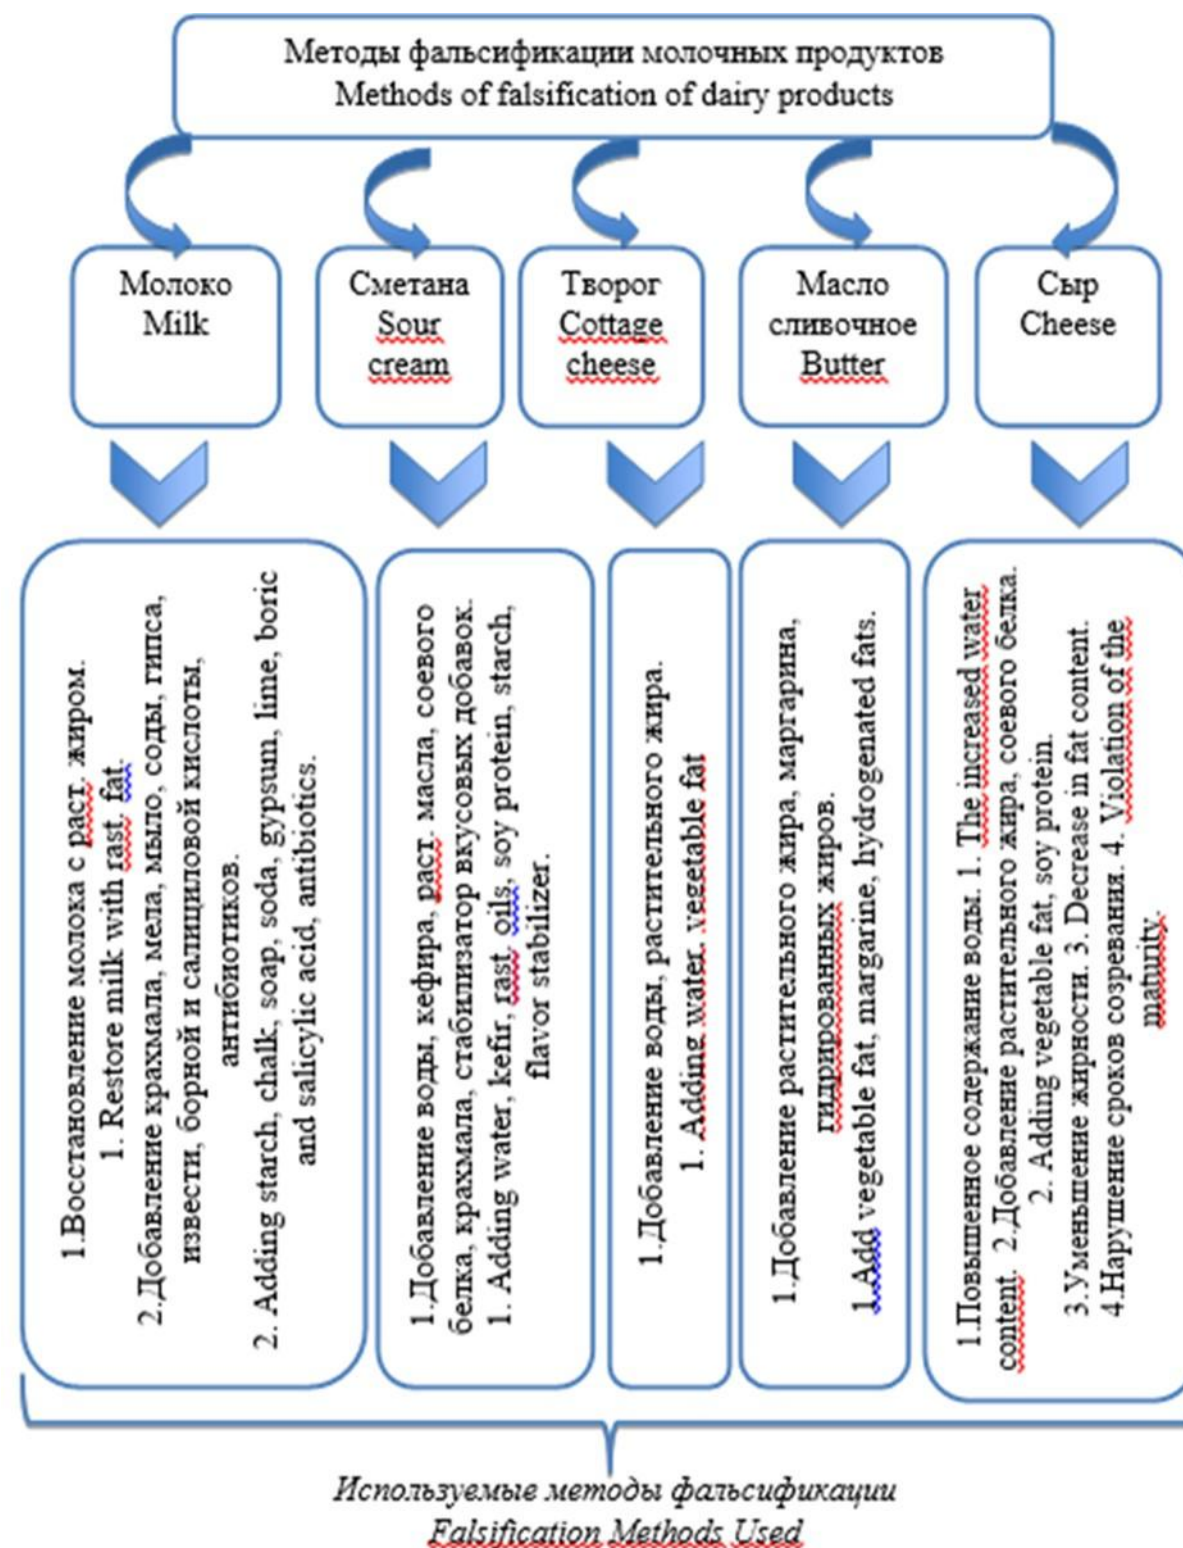 Методы фальсификации молочных продуктов
Methods of falsification of dairy products
Молоко
Milk
Сметана
Sour
cream
Творог
Cottage
cheese
Масло
сливочное
Butter
Сыр
Cheese
1.Восстановление молока с раст. жиром.
1. Restore milk with rast. fat.
2.Добавление крахмала, мела, мыло, соды, гипса,
извести, борной и салициловой кислоты,
антибиотиков.
2. Adding starch, chalk, soap, soda, gypsum, lime, boric
and salicylic acid, antibiotics.
1.Добавление воды, кефира, раст. масла, соевого
белка, крахмала, стабилизатор вкусовых добавок.
1. Adding water, kefir, rast. oils, soy protein, starch,
flavor stabilizer.
1.Добавление воды, растительного жира.
1. Adding water, vegetable fat
1.Добавление растительного жира, маргарина,
гидрированных жиров.
1.Add vegetable fat, margarine, hydrogenated fats.
1.Повышенное содержание воды. 1. The increased water
content. 2.Добавление растительного жира, соевого белка.
2. Adding vegetable fat, soy protein.
3.Уменьшение жирности. 3. Decrease in fat content.
4.Нарушение сроков созревания. 4. Violation of the
maturity.
Используемые методы фальсификации
Falsification Methods Used